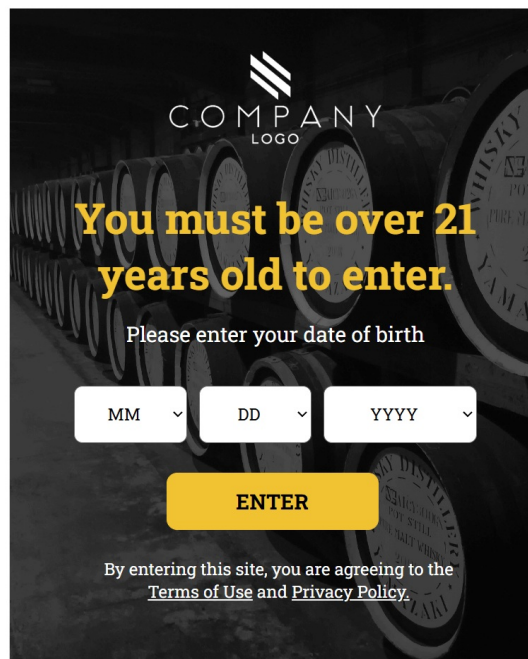 COMPANY
LOGO
You must be over 21
years old to enter.
Please enter your date of birth
MM
DD
YYYY
ENTER
By entering this site, you are agreeing to the
Terms of Use and Privacy Policy.